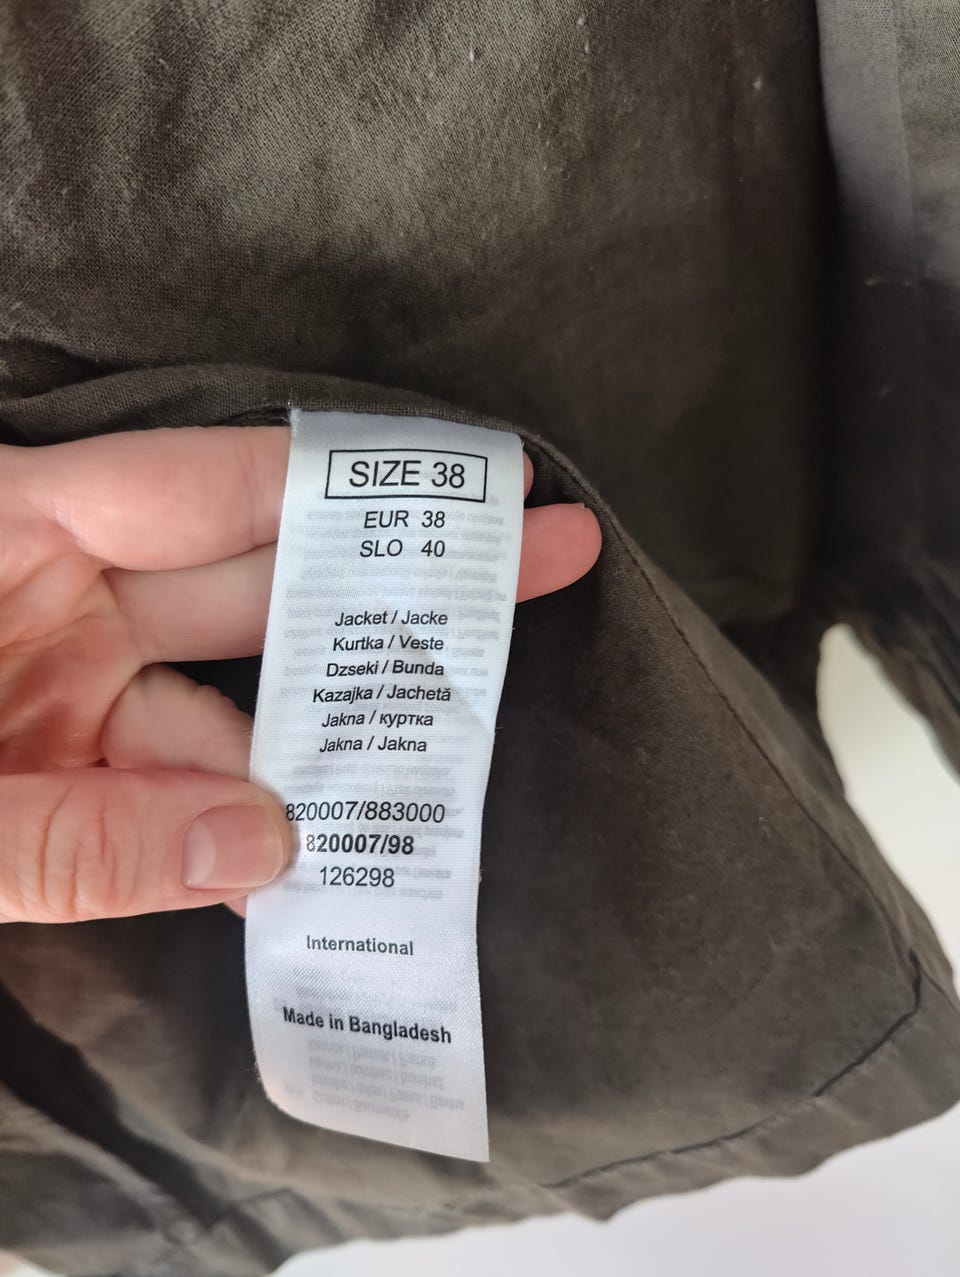 SIZE 38
EUR 38
SLO 40
Jacket / Jacke
Kurtka / Veste
Dzseki / Bunda
Kazajka / Jachetă
Jakna / куртка
Jakna / Jakna
820007/883000
820007/98
126298
International
Made in Bangladesh